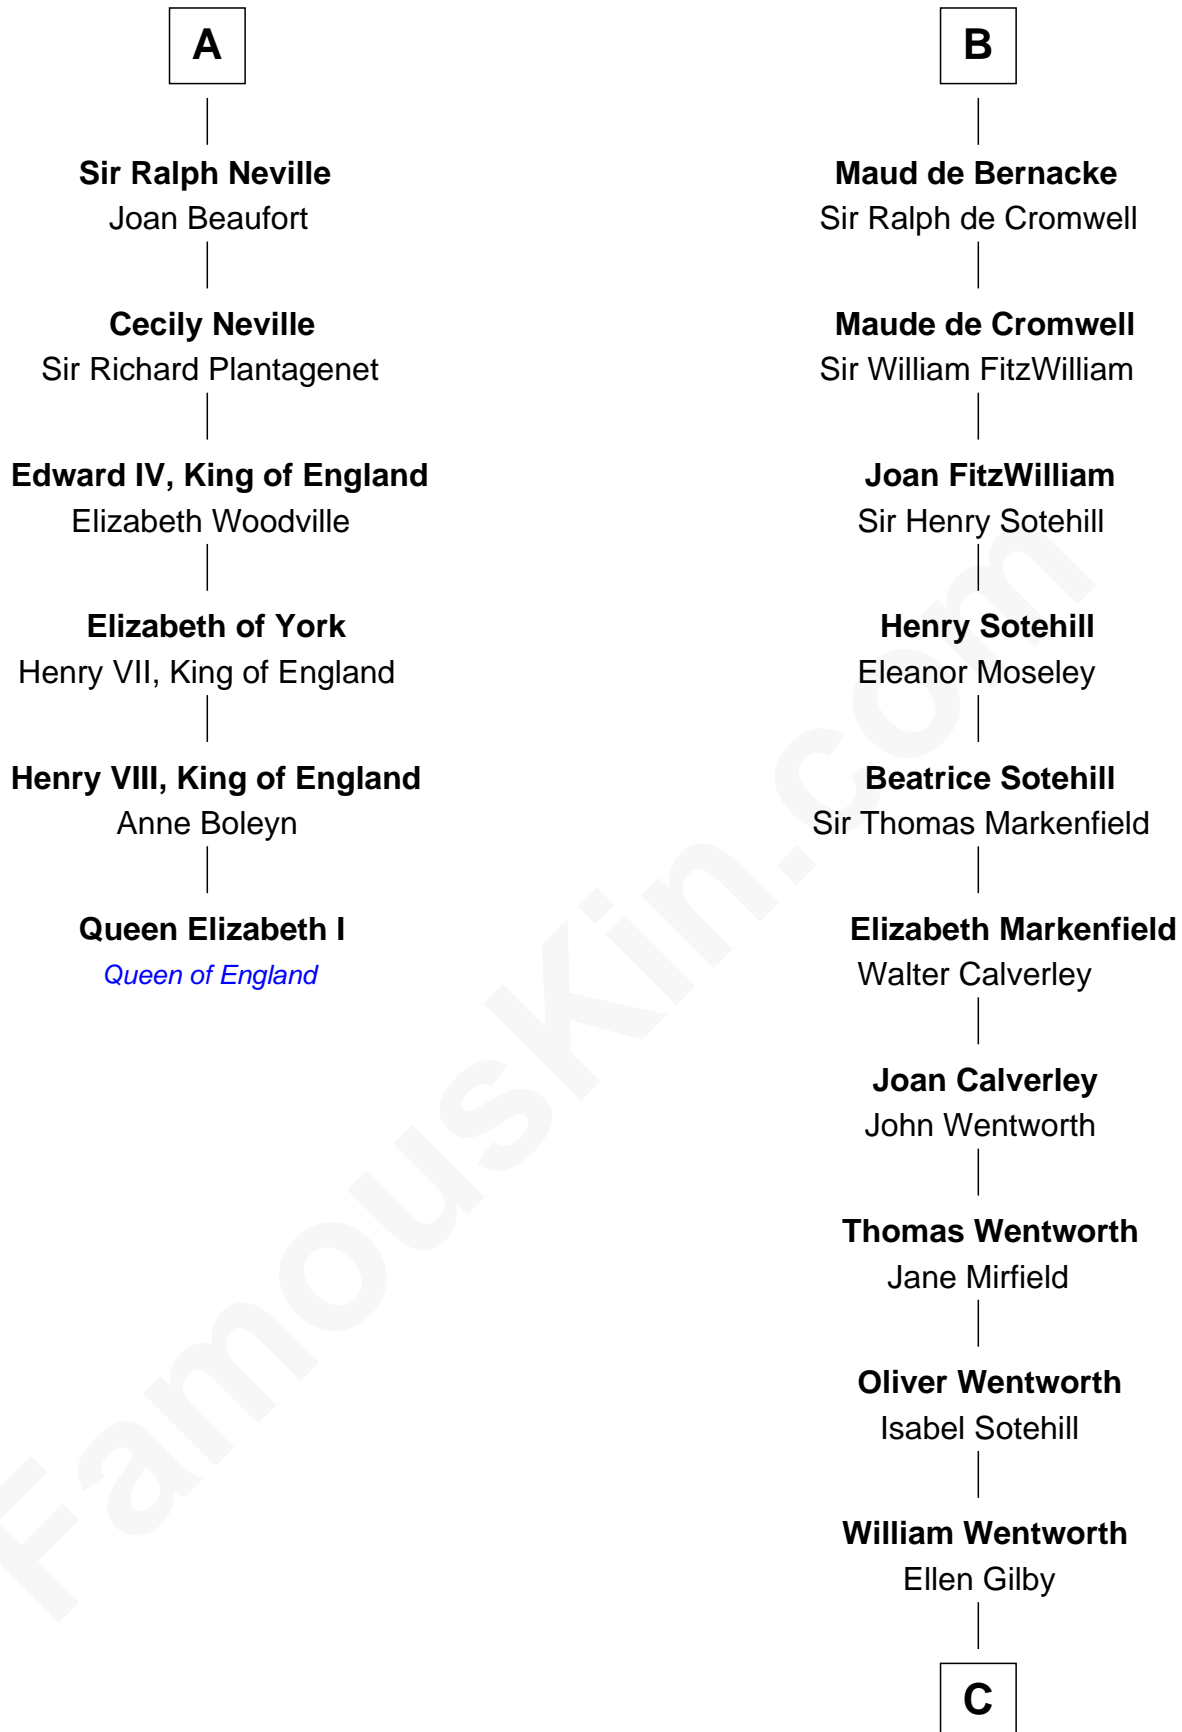 A
Sir Ralph Neville
Joan Beaufort
Cecily Neville
Sir Richard Plantagenet
Edward IV, King of England
Elizabeth Woodville
Elizabeth of York
Henry VII, King of England
Henry VIII, King of England
Anne Boleyn
Queen Elizabeth I
Queen of England
B
Maud de Bernacke
Sir Ralph de Cromwell
Maude de Cromwell
Sir William FitzWilliam
Joan FitzWilliam
Sir Henry Sotehill
Henry Sotehill
Eleanor Moseley
Beatrice Sotehill
Sir Thomas Markenfield
Elizabeth Markenfield
Walter Calverley
Joan Calverley
John Wentworth
Thomas Wentworth
Jane Mirfield
Oliver Wentworth
Isabel Sotehill
William Wentworth
Ellen Gilby
C
FamousKin.com